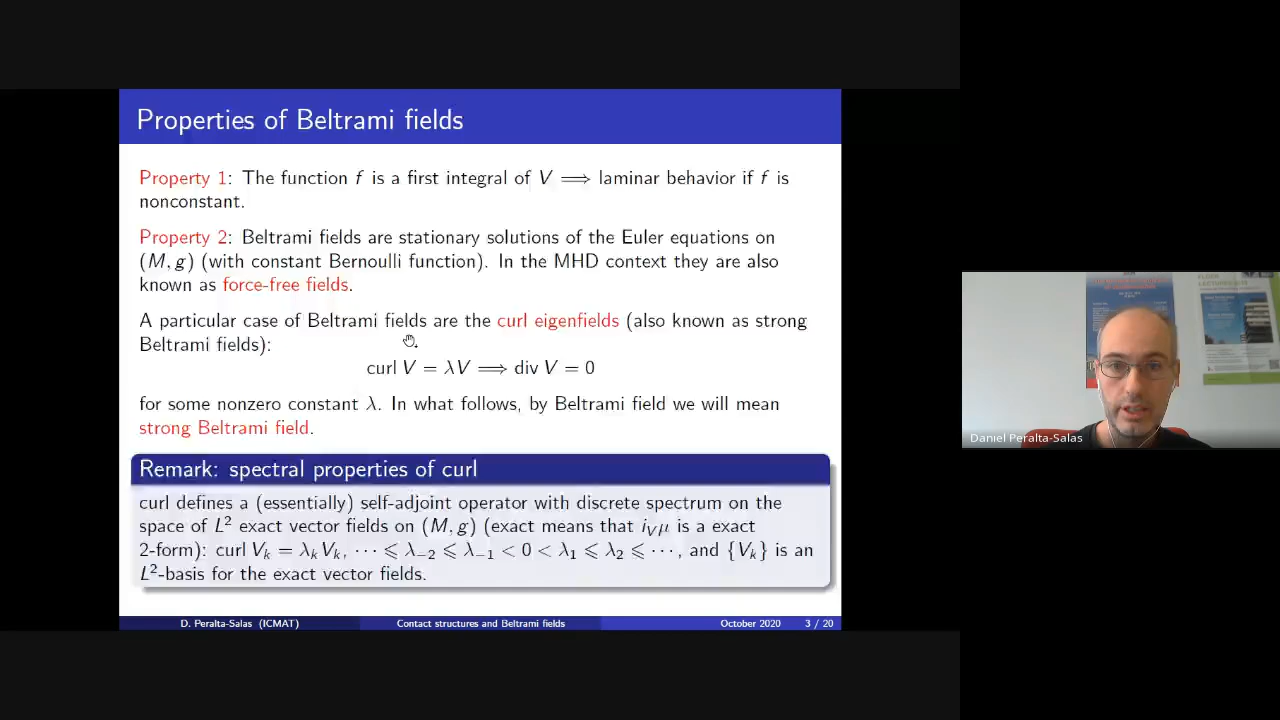 Properties of Beltrami fields
Property 1: The function f is a first integral of V ⟹ laminar behavior if f is
nonconstant.
Property 2: Beltrami fields are stationary solutions of the Euler equations on
(M, g) (with constant Bernoulli function). In the MHD context they are also
known as force-free fields.
A particular case of Beltrami fields are the curl eigenfields (also known as strong
Beltrami fields):
curl V = λV ⟹ div V = 0
for some nonzero constant λ. In what follows, by Beltrami field we will mean
strong Beltrami field.
Remark: spectral properties of curl
curl defines a (essentially) self-adjoint operator with discrete spectrum on the
space of L² exact vector fields on (M, g) (exact means that i_Vμ is a exact
2-form): curl V_k = λ_k V_k, ··· ⩽ λ_{-2} ⩽ λ_{-1} < 0 < λ_1 ⩽ λ_2 ⩽ ···, and {V_k} is an
L²-basis for the exact vector fields.
D. Peralta-Salas (ICMAT) Contact structures and Beltrami fields October 2020 3 / 20
Daniel Peralta-Salas